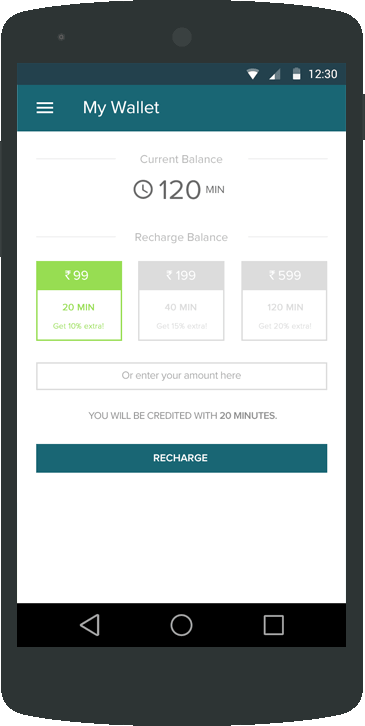 12:30
My Wallet
Current Balance
120 MIN
Recharge Balance
₹ 99
20 MIN
Get 10% extra!
₹ 199
40 MIN
Get 15% extra!
₹ 599
120 MIN
Get 20% extra!
Or enter your amount here
YOU WILL BE CREDITED WITH 20 MINUTES.
RECHARGE